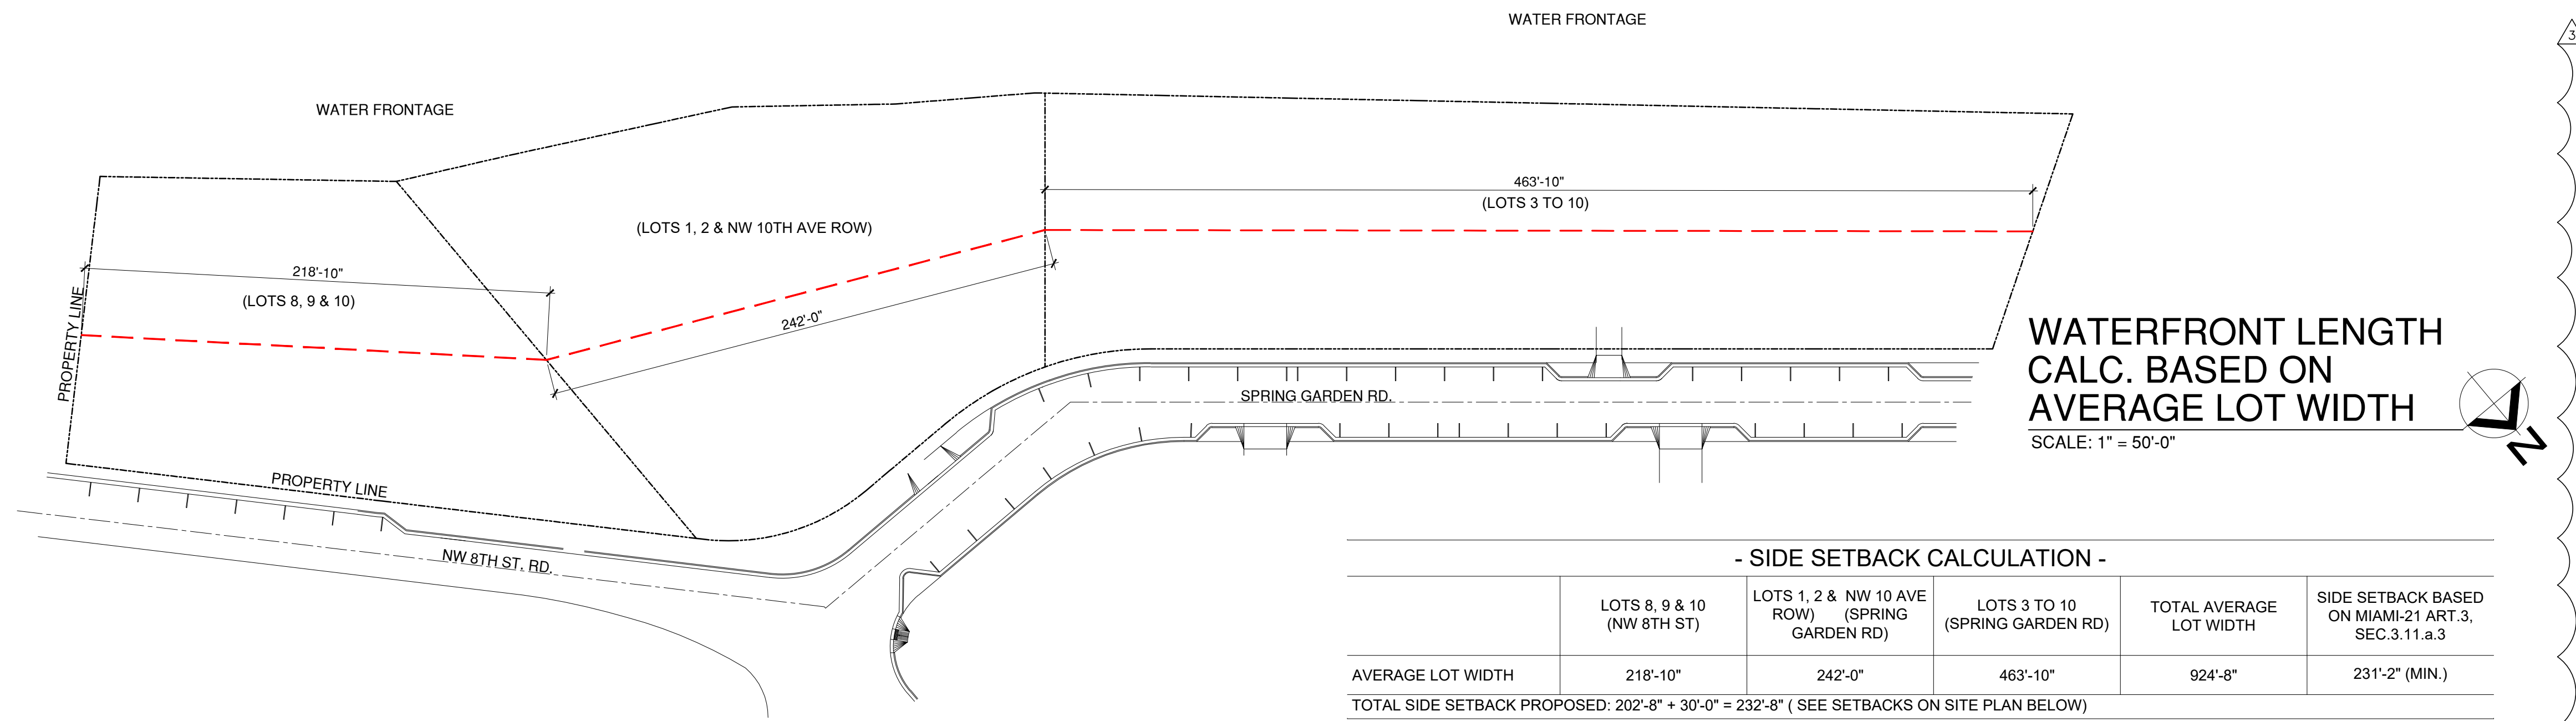 WATER FRONTAGE
3
WATER FRONTAGE
463'-10"
(LOTS 3 TO 10)
(LOTS 1, 2 & NW 10TH AVE ROW)
218'-10"
(LOTS 8, 9 & 10)
242'-0"
PROPERTY LINE
WATERFRONT LENGTH
CALC. BASED ON
AVERAGE LOT WIDTH
SCALE: 1" = 50'-0"
N
SPRING GARDEN RD.
PROPERTY LINE
NW 8TH ST. RD.
- SIDE SETBACK CALCULATION -
LOTS 8, 9 & 10
(NW 8TH ST)
LOTS 1, 2 & NW 10 AVE
ROW) (SPRING
GARDEN RD)
LOTS 3 TO 10
(SPRING GARDEN RD)
TOTAL AVERAGE
LOT WIDTH
SIDE SETBACK BASED
ON MIAMI-21 ART.3,
SEC.3.11.a.3
AVERAGE LOT WIDTH 218'-10" 242'-0" 463'-10" 924'-8" 231'-2" (MIN.)
TOTAL SIDE SETBACK PROPOSED: 202'-8" + 30'-0" = 232'-8" ( SEE SETBACKS ON SITE PLAN BELOW)